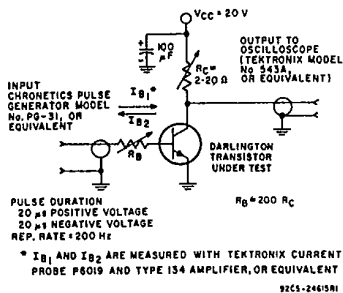 VCC = 20 V
100
μF
RC =
2-20Ω
OUTPUT TO
OSCILLOSCOPE
(TEKTRONIX MODEL
No. 543A,
OR EQUIVALENT)
INPUT
CHRONETICS PULSE
GENERATOR MODEL
No. PG-31, OR
EQUIVALENT
IB1*
IB2
RB
DARLINGTON
TRANSISTOR
UNDER TEST
PULSE DURATION
20 μs POSITIVE VOLTAGE
20 μs NEGATIVE VOLTAGE
REP. RATE = 200 Hz
RB = 200 RC
* IB1 AND IB2 ARE MEASURED WITH TEKTRONIX CURRENT
PROBE P6019 AND TYPE 134 AMPLIFIER, OR EQUIVALENT
92CS-24615R1